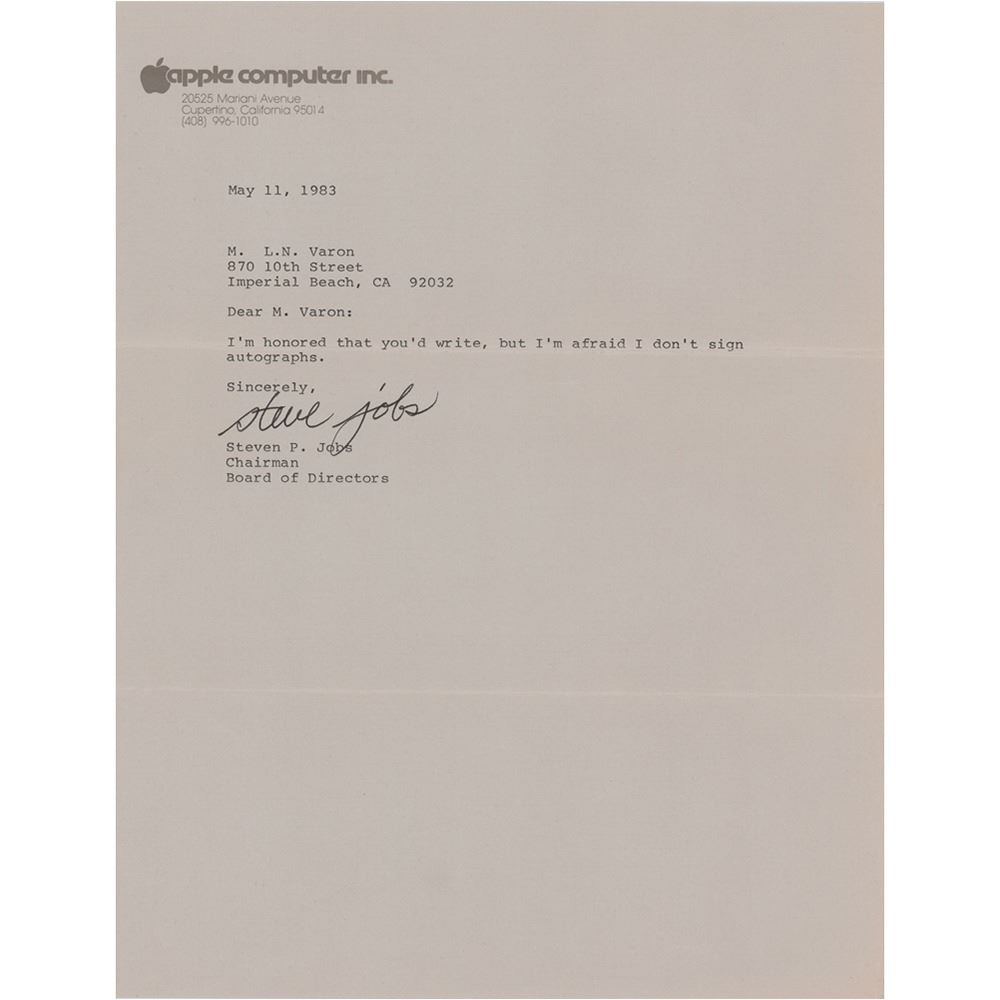 apple computer inc.
20525 Mariani Avenue
Cupertino, California 95014
(408) 996-1010
May 11, 1983
M.  L.N. Varon
870 10th Street
Imperial Beach, CA  92032
Dear M. Varon:
I'm honored that you'd write, but I'm afraid I don't sign
autographs.
Sincerely,
steve jobs
Steven P. Jobs
Chairman
Board of Directors